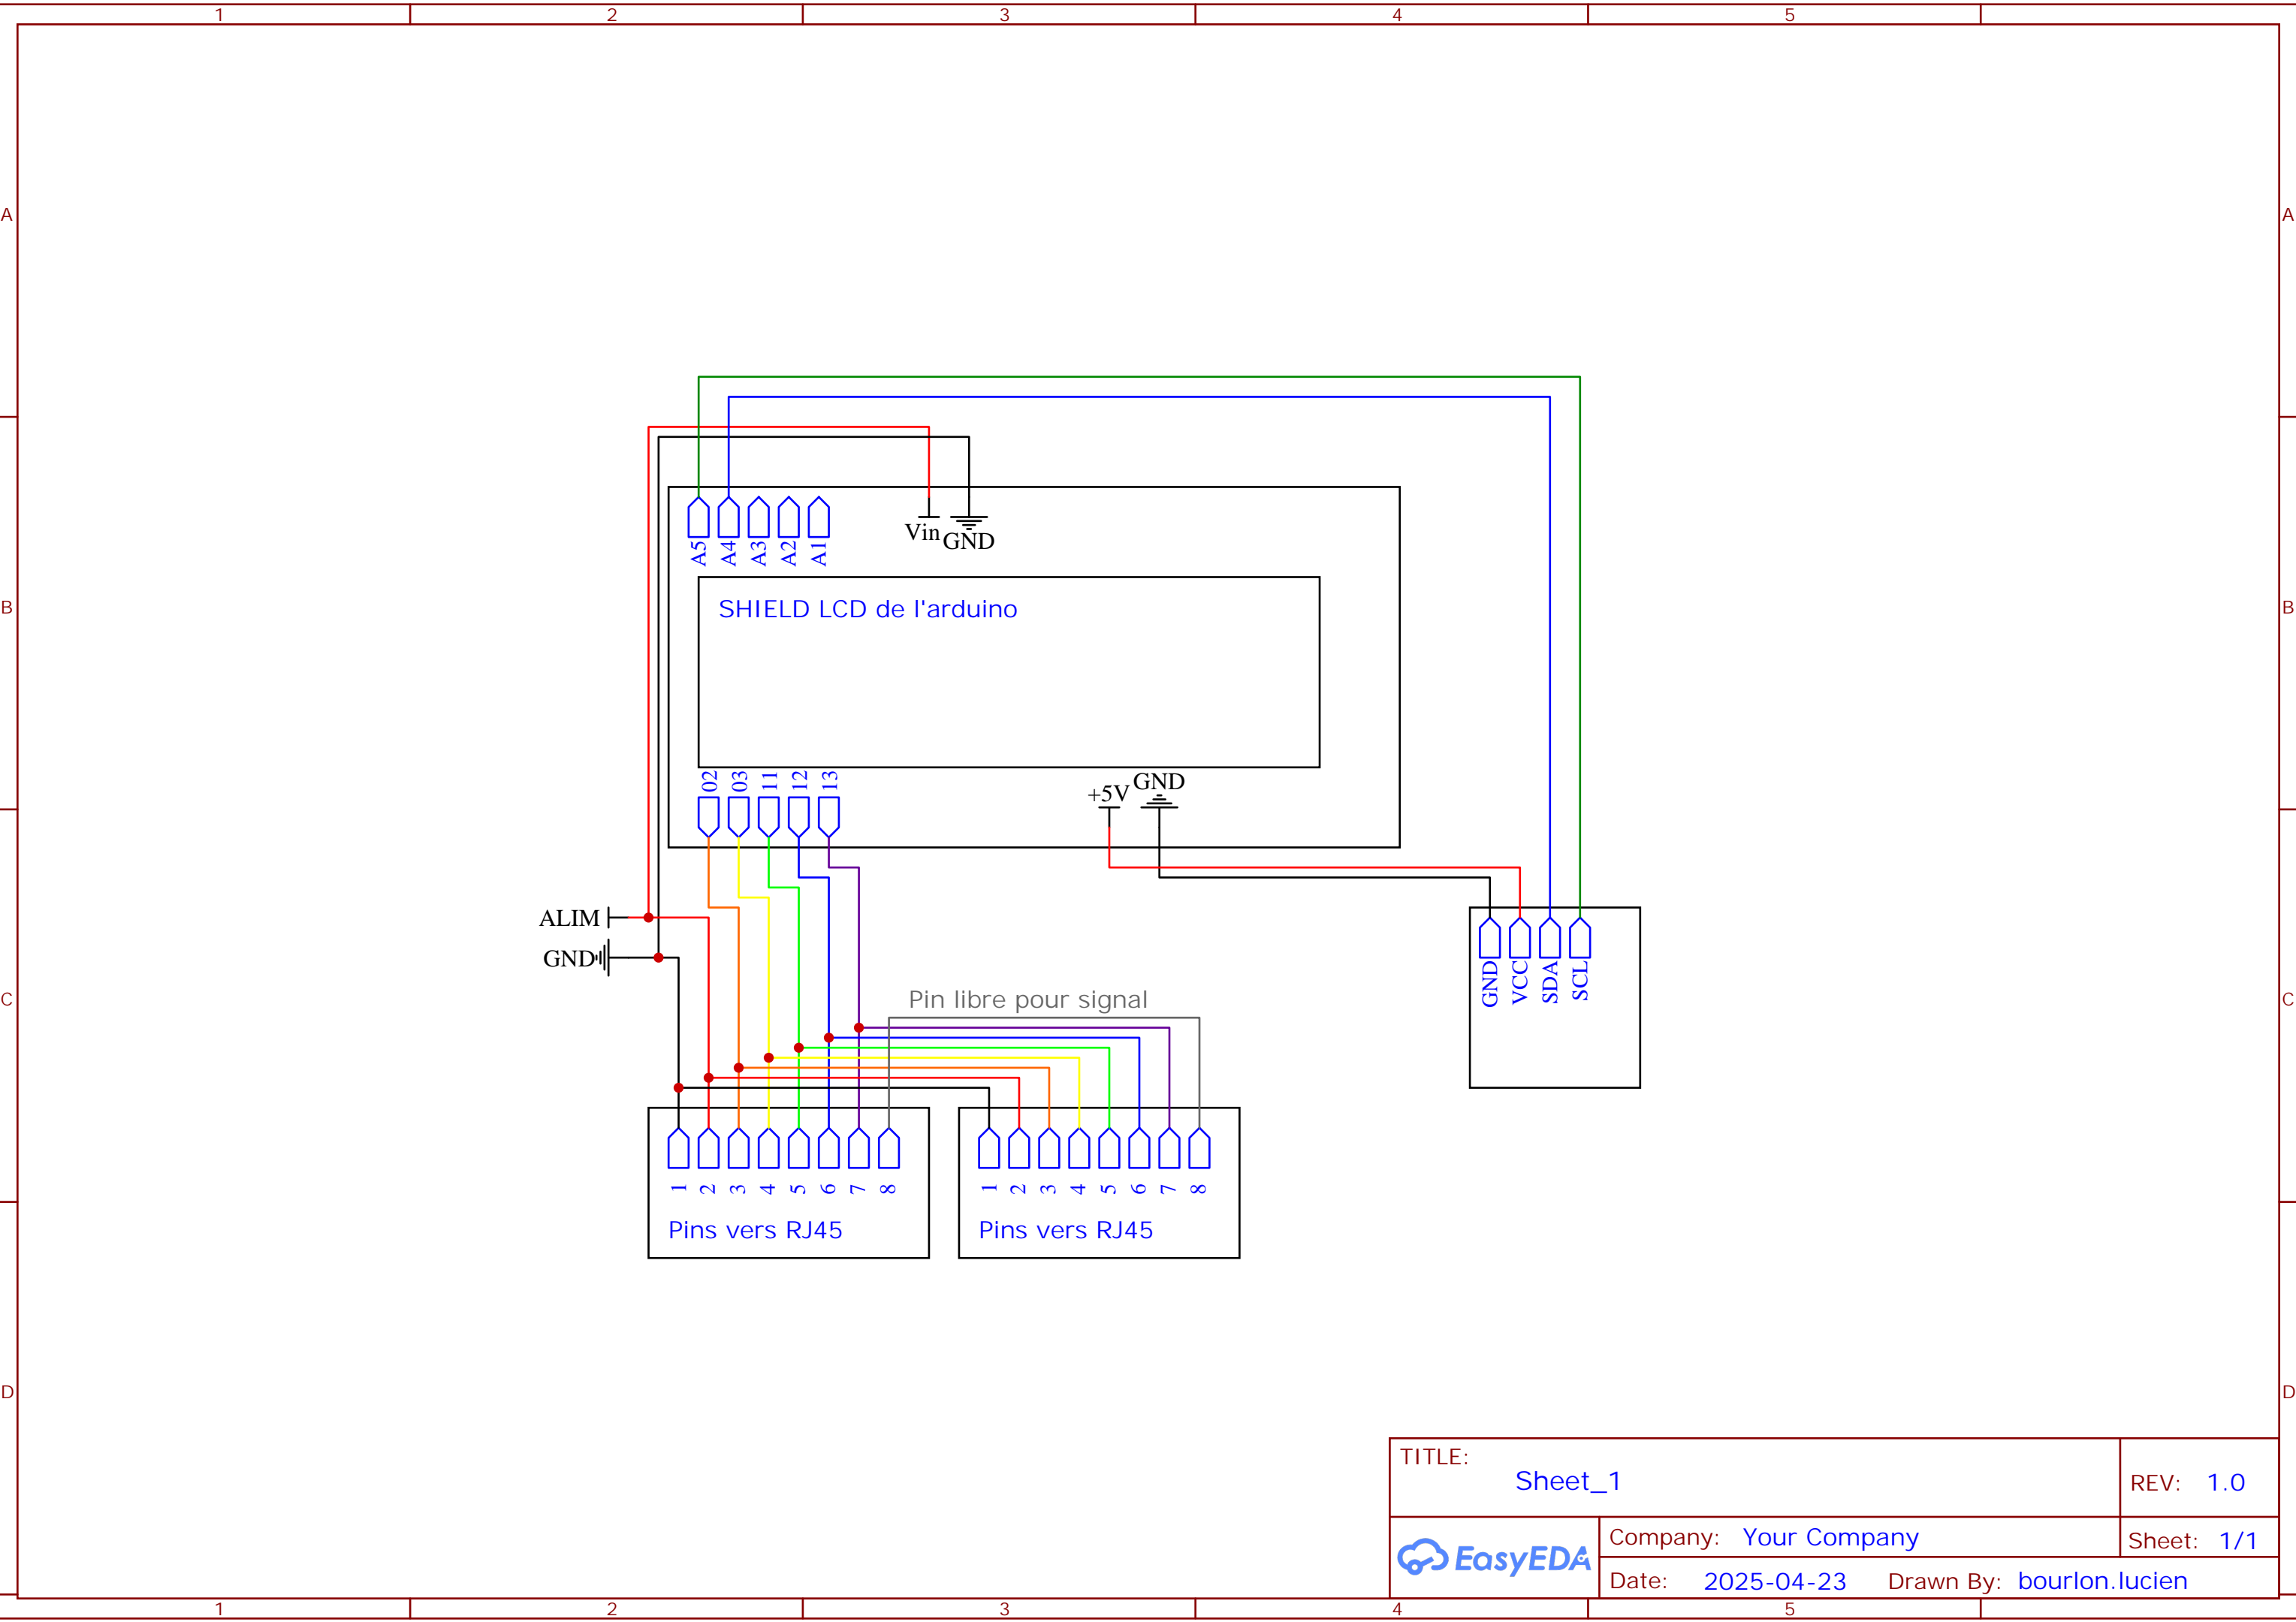 1 2 3 4 5
A A
A5 A4 A3 A2 A1
Vin GND
B SHIELD LCD de l'arduino B
02 03 11 12 13
+5V GND
ALIM
GND
GND VCC SDA SCL
C Pin libre pour signal C
1 2 3 4 5 6 7 8
1 2 3 4 5 6 7 8
Pins vers RJ45
Pins vers RJ45
D D
TITLE:
Sheet_1
REV: 1.0
EasyEDA
Company: Your Company
Sheet: 1/1
Date: 2025-04-23
Drawn By: bourlon.lucien
1 2 3 4 5